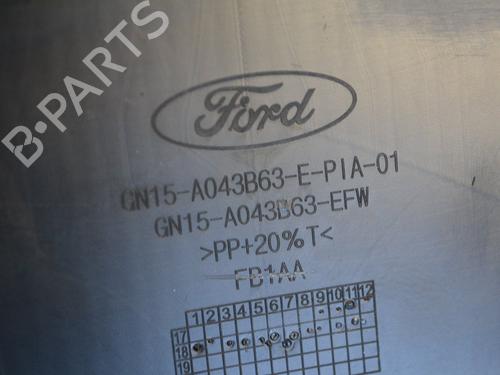 B·PARTS
Ford
GN15-A043B63-E-PIA-01
GN15-A043B63-EFW
>PP+20%T<
FB1AA
1 2 3 4 5 6 7 8 9 10 11 12
17
18
19